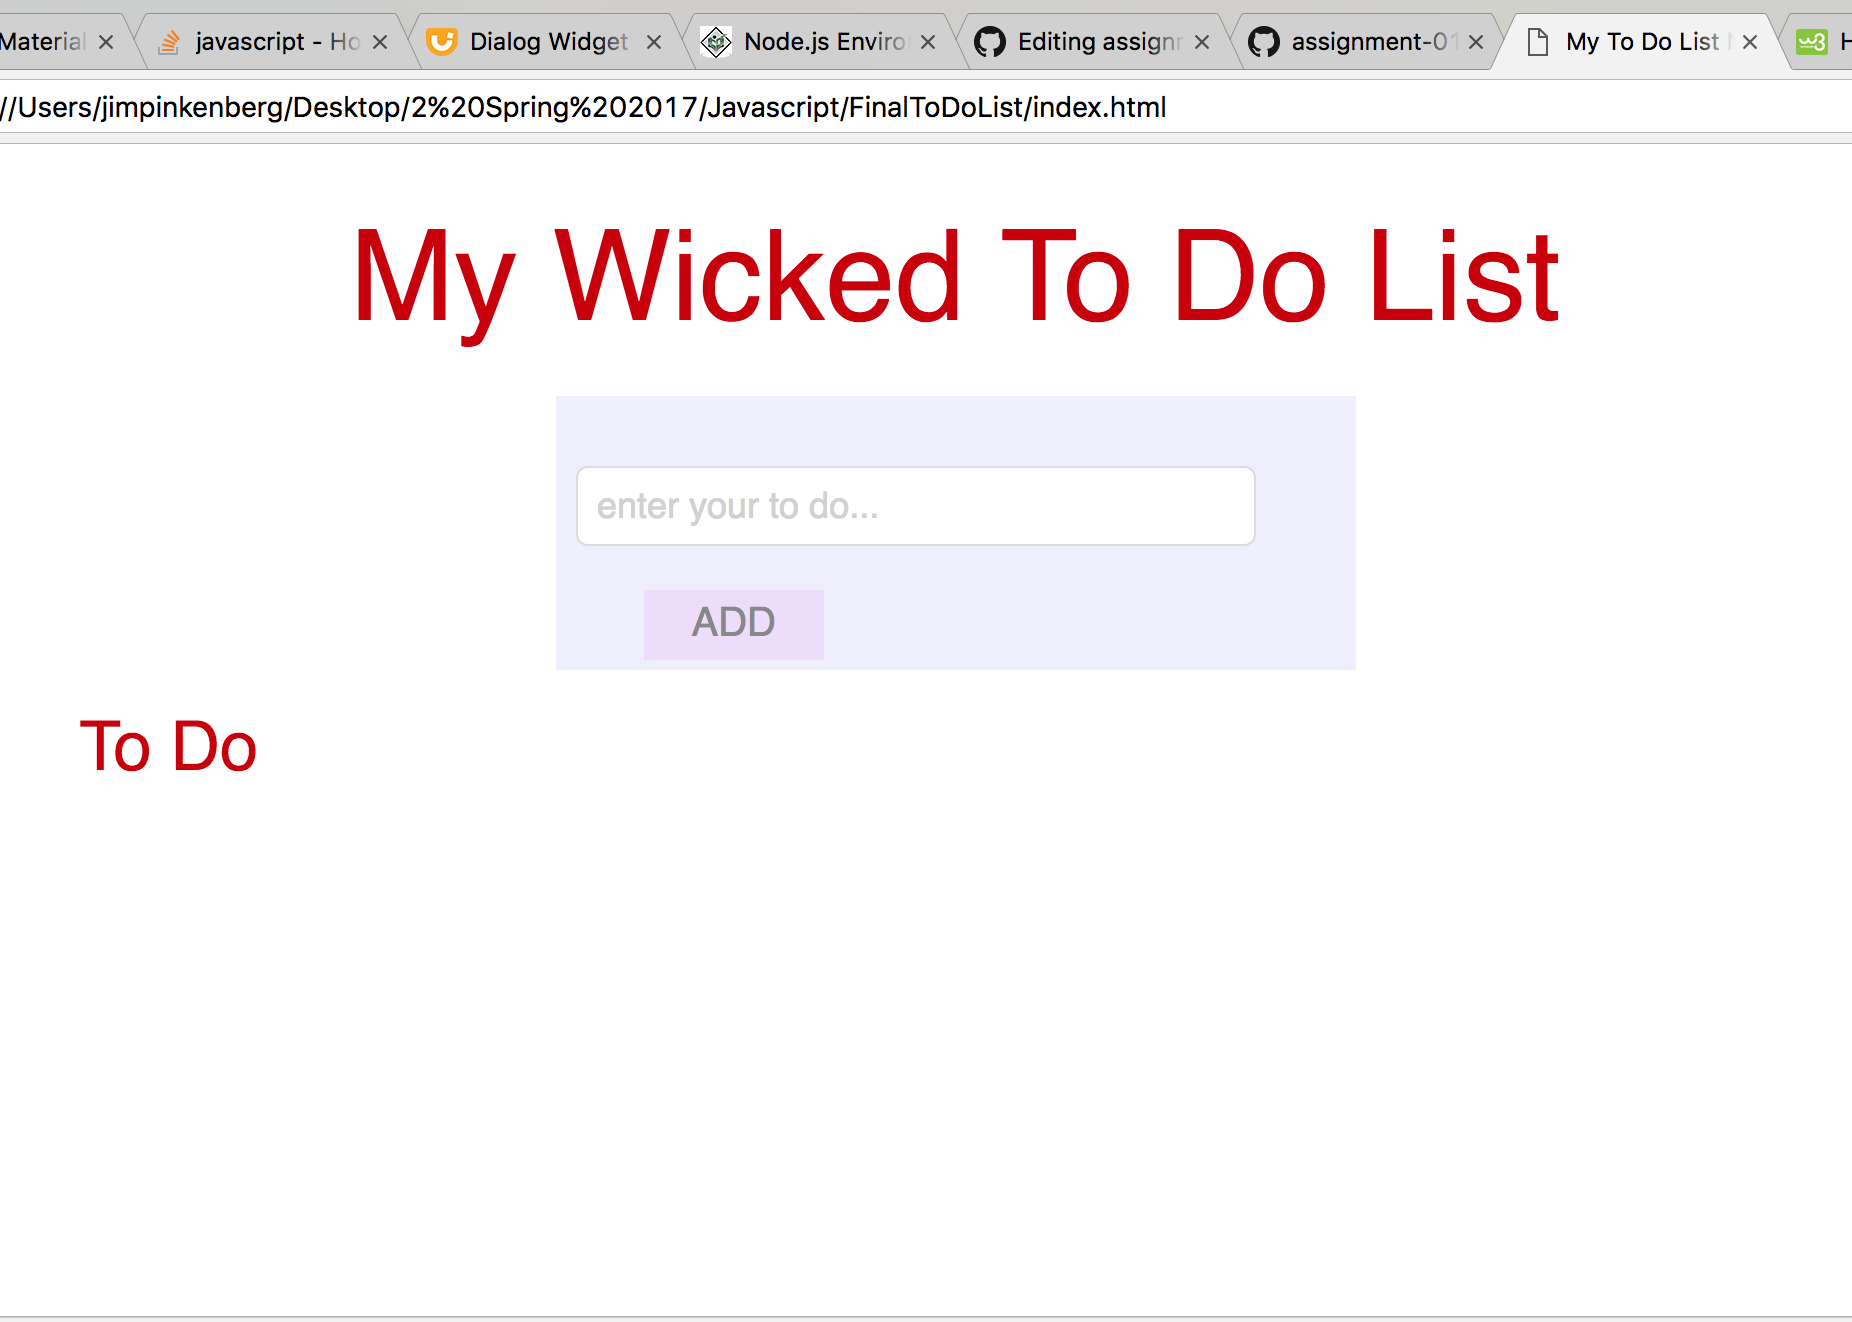 Material javascript - Ho Dialog Widget Node.js Enviro Editing assignm assignment-01 My To Do List
//Users/jimpinkenberg/Desktop/2%20Spring%202017/Javascript/FinalToDoList/index.html
My Wicked To Do List
enter your to do...
ADD
To Do